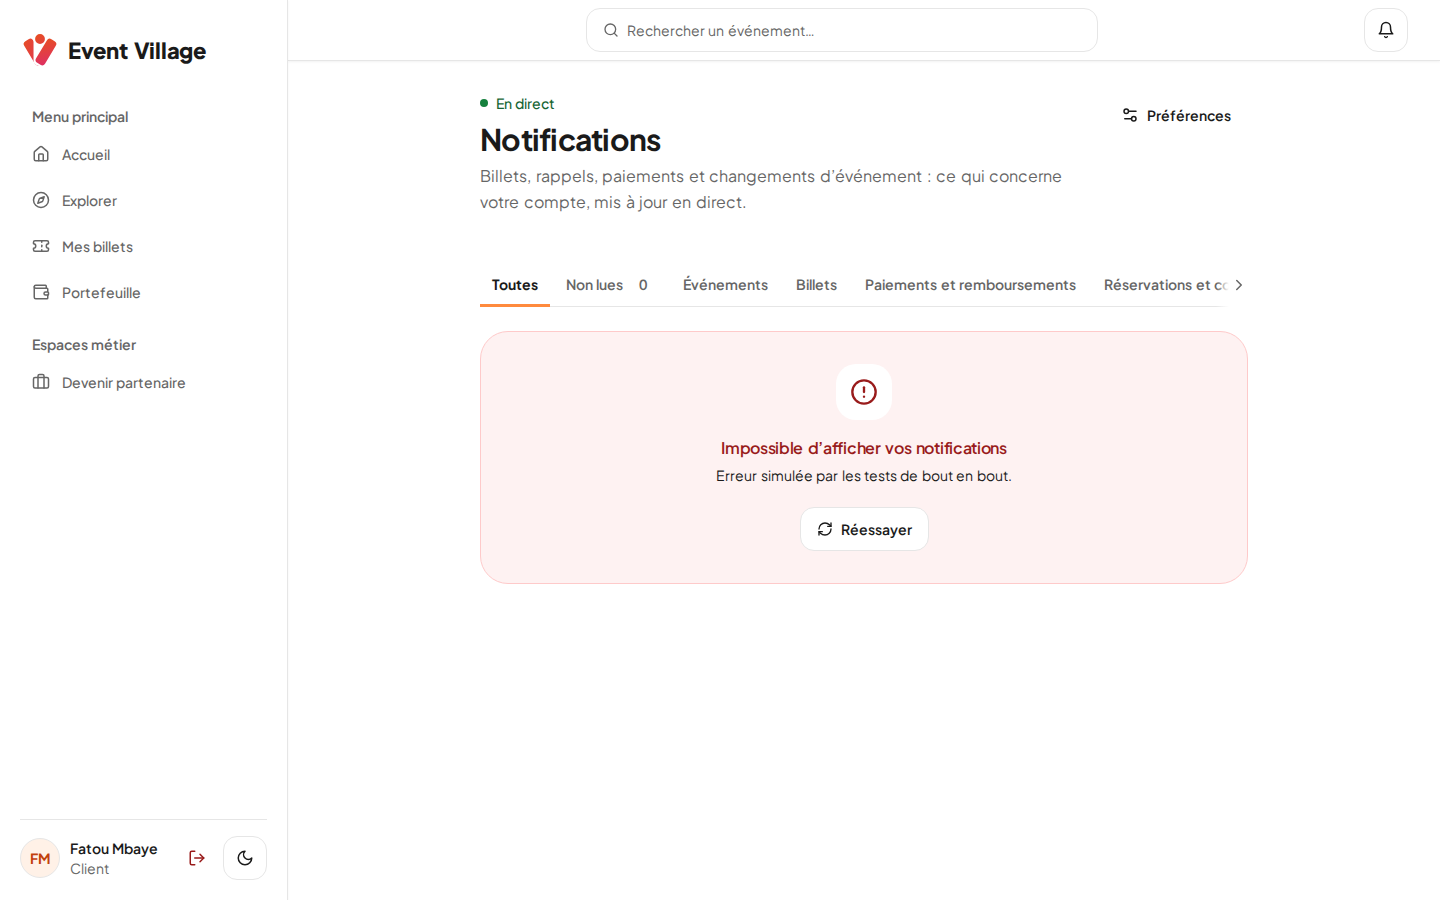 Event Village
Rechercher un événement...
Menu principal
Accueil
Explorer
Mes billets
Portefeuille
Espaces métier
Devenir partenaire
En direct
Notifications
Préférences
Billets, rappels, paiements et changements d’événement : ce qui concerne
votre compte, mis à jour en direct.
Toutes
Non lues 0
Événements
Billets
Paiements et remboursements
Réservations et
Impossible d’afficher vos notifications
Erreur simulée par les tests de bout en bout.
Réessayer
FM
Fatou Mbaye
Client